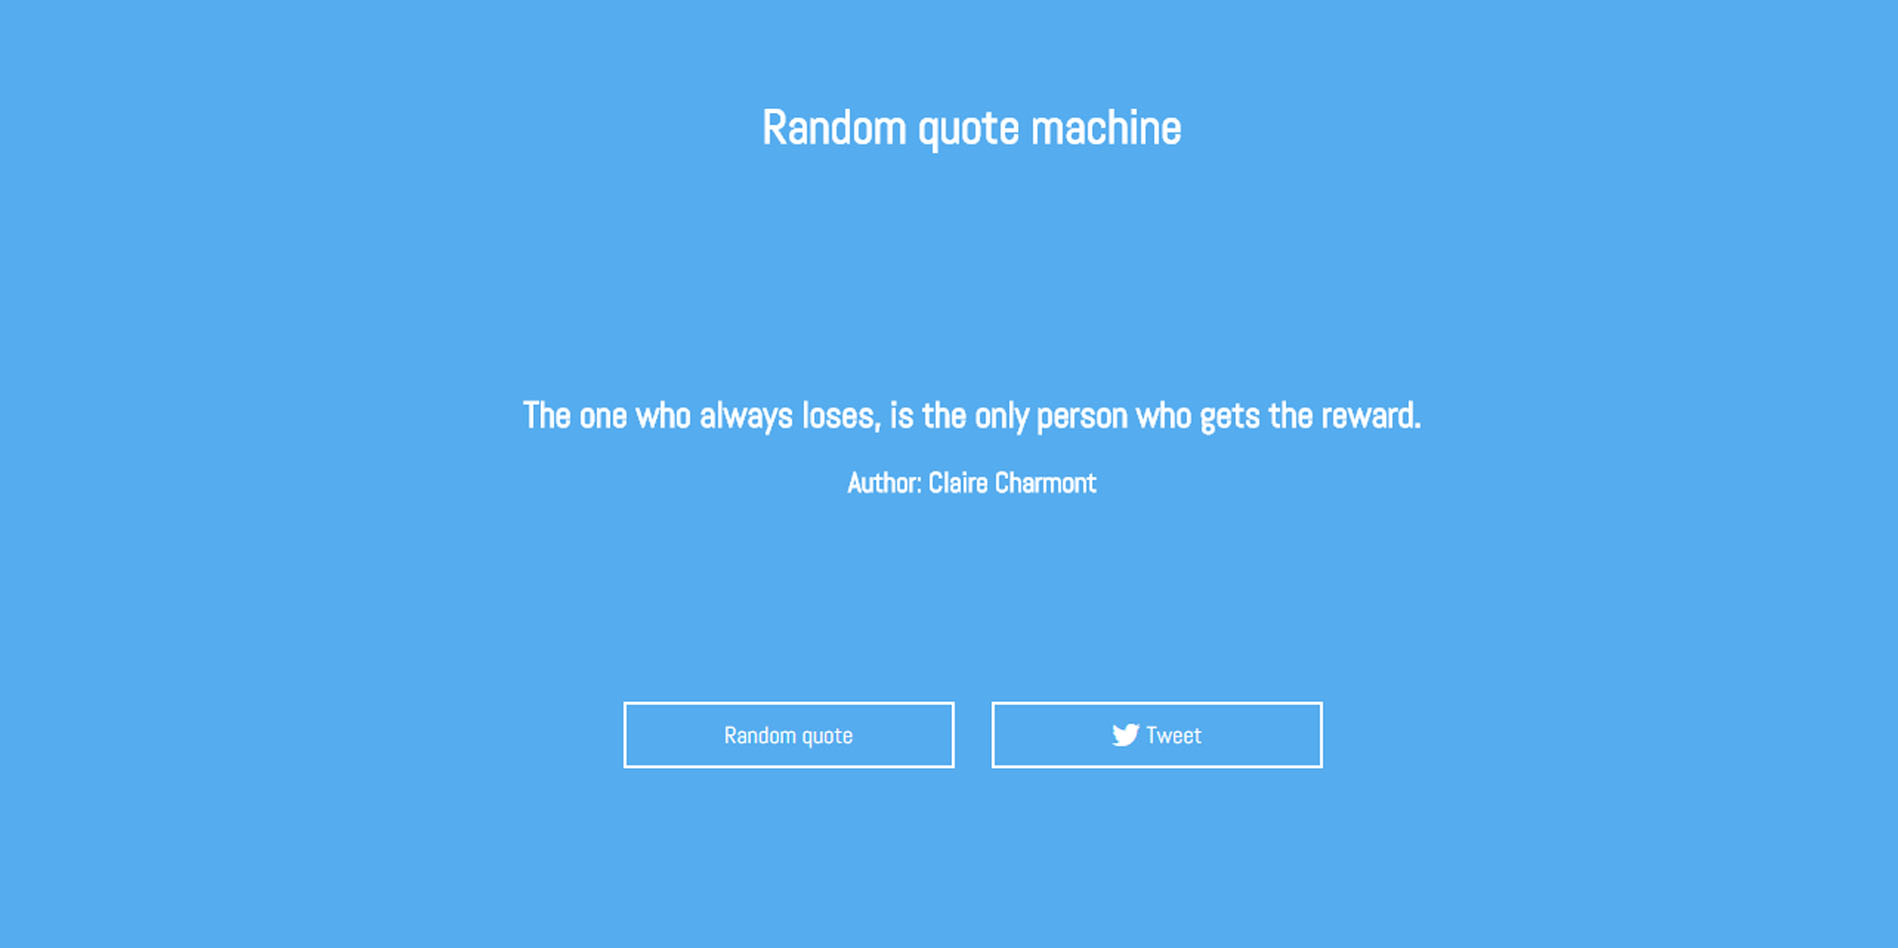 Random quote machine
The one who always loses, is the only person who gets the reward.
Author: Claire Charmont
Random quote
Tweet